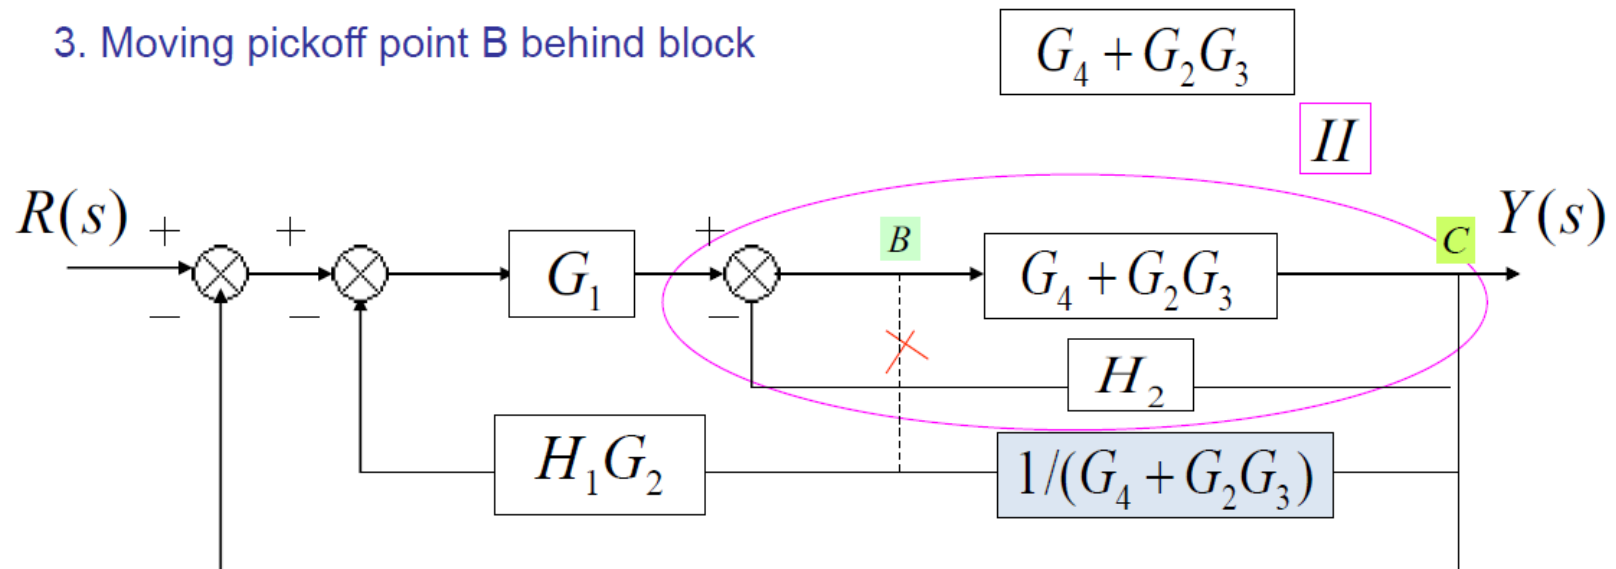 3. Moving pickoff point B behind block
G₄ + G₂G₃
II
R(s) + + + B C Y(s)
G₁ G₄ + G₂G₃
− − −
H₂
H₁G₂ 1/(G₄ + G₂G₃)